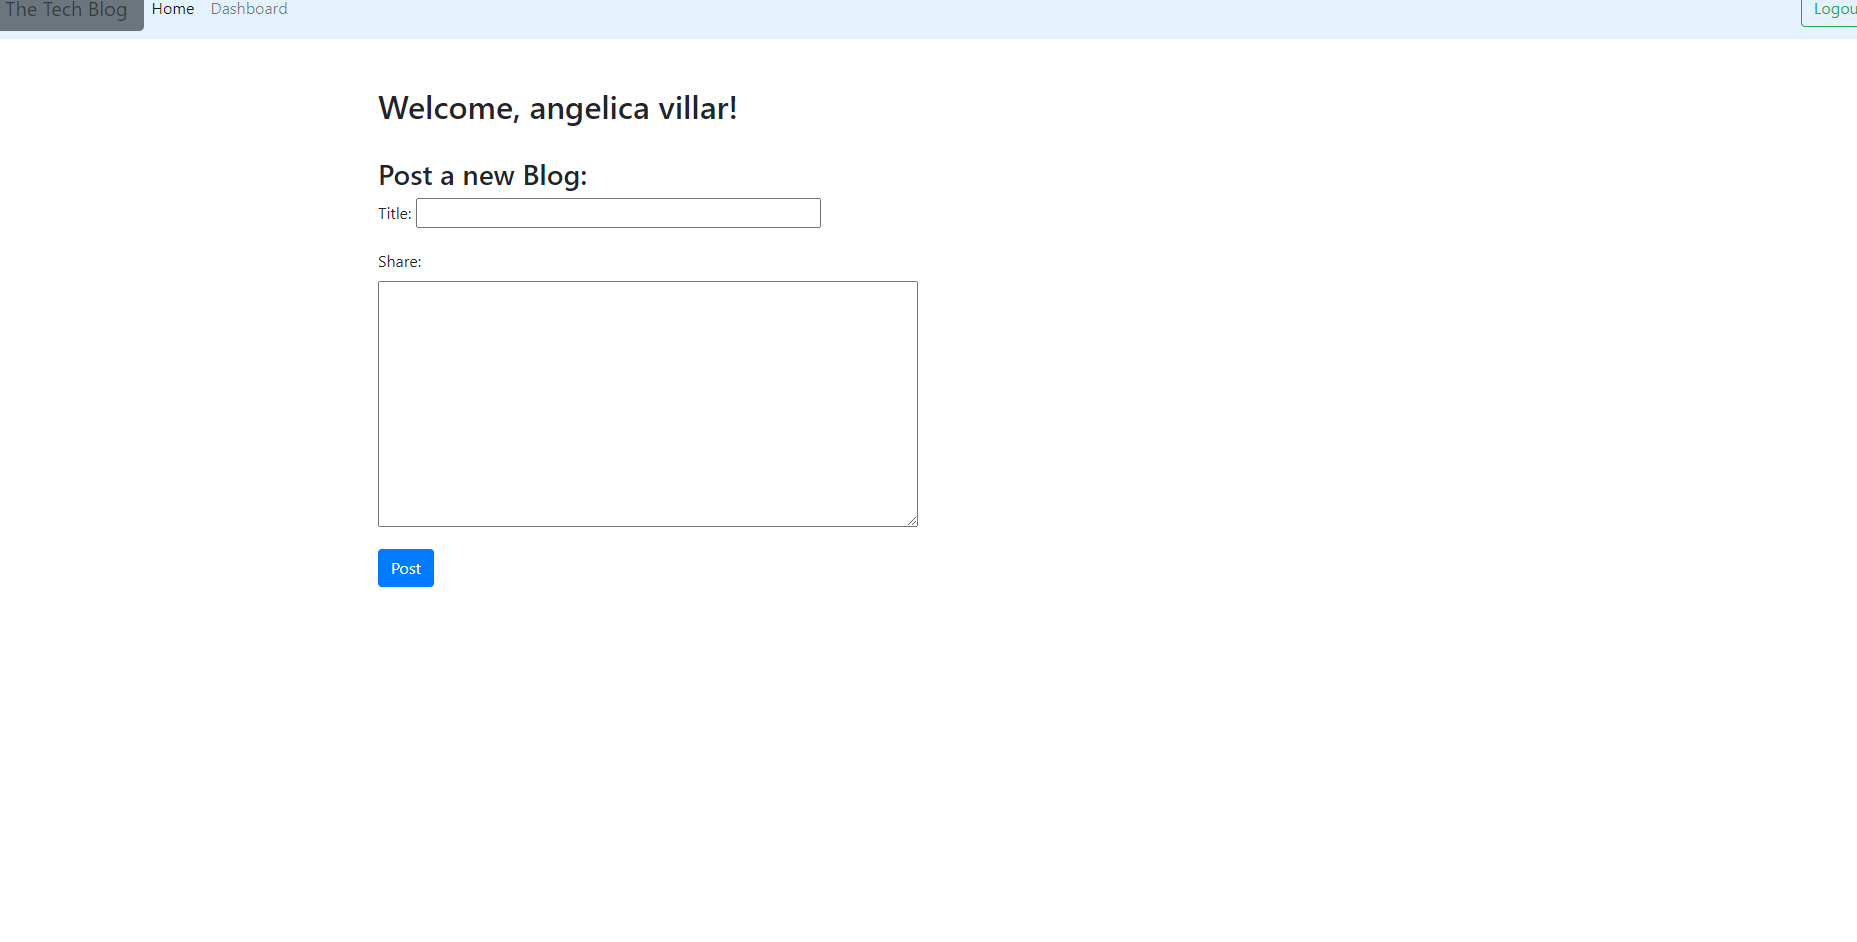 The Tech Blog Home Dashboard Logou
Welcome, angelica villar!
Post a new Blog:
Title:
Share:
Post